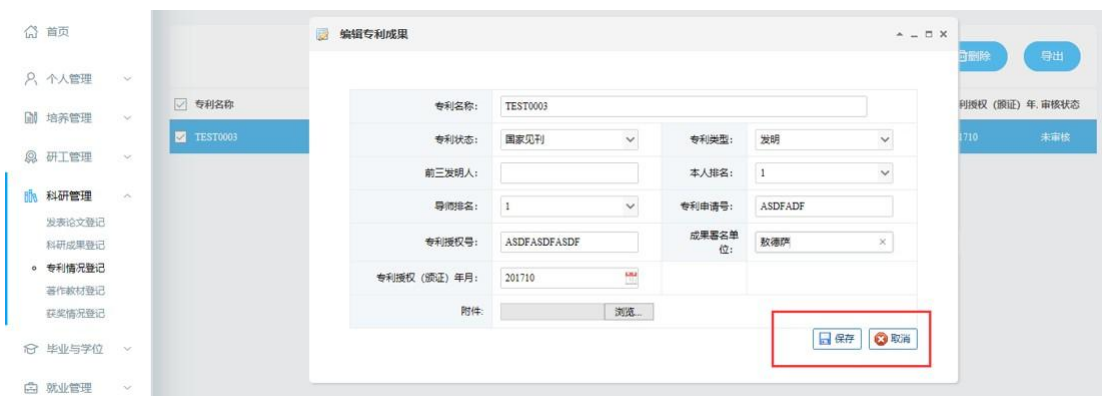 首页
个人管理
培养管理
研工管理
科研管理
发表论文登记
科研成果登记
专利情况登记
著作教材登记
获奖情况登记
毕业与学位
就业管理
删除
导出
专利名称
利授权（颁证）年.
审核状态
TEST0003
1710
未审核
编辑专利成果
专利名称:
TEST0003
专利状态:
国家见刊
专利类型:
发明
前三发明人:
本人排名:
1
导师排名:
1
专利申请号:
ASDFADF
专利授权号:
ASDFASDFASDF
成果署名单
位:
敖德萨
专利授权（颁证）年月:
201710
附件:
浏览...
保存
取消